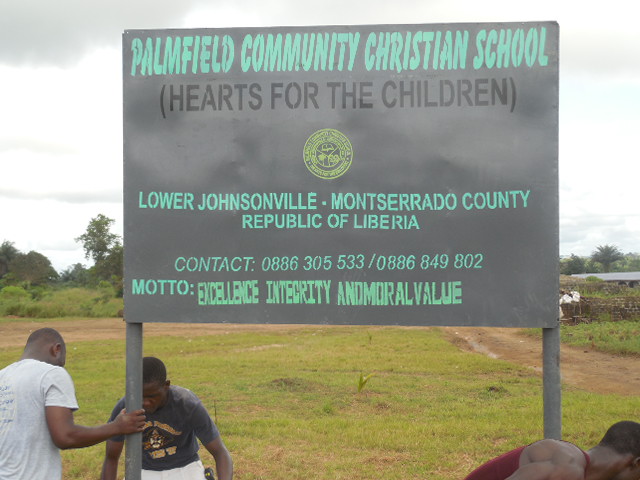 PALMFIELD COMMUNITY CHRISTIAN SCHOOL
(HEARTS FOR THE CHILDREN)
LOWER JOHNSONVILLE - MONTSERRADO COUNTY
REPUBLIC OF LIBERIA
CONTACT: 0886 305 533 / 0886 849 802
MOTTO: EXCELLENCE INTEGRITY ANDMORALVALUE